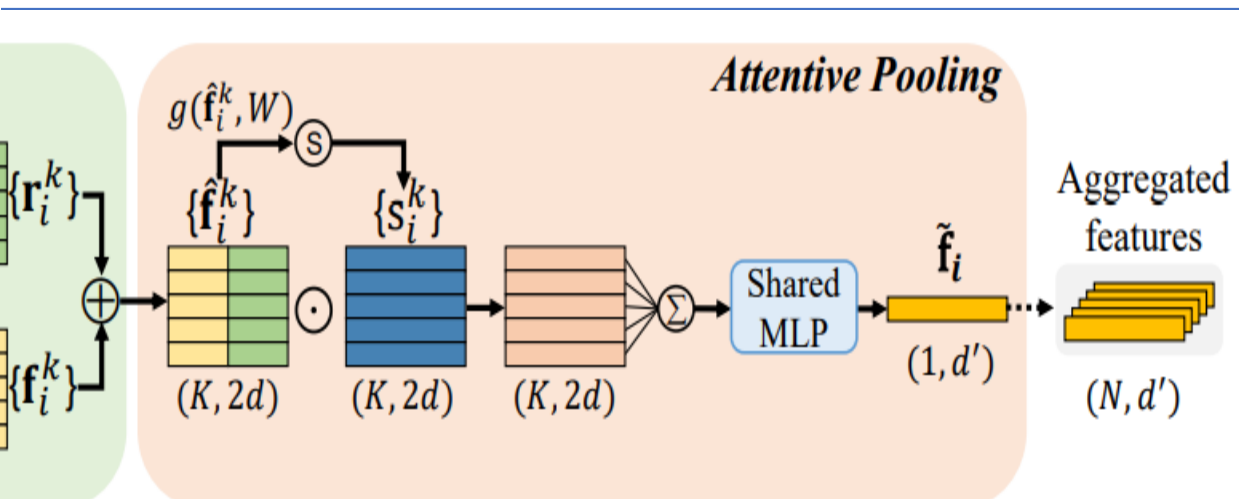 Attentive Pooling
g(f̂ᵢᵏ, W)
S
{rᵢᵏ}
{f̂ᵢᵏ}
{sᵢᵏ}
Aggregated
features
f̃ᵢ
+
⊙
Σ
Shared
MLP
{fᵢᵏ}
(K, 2d)
(K, 2d)
(K, 2d)
(1, d′)
(N, d′)